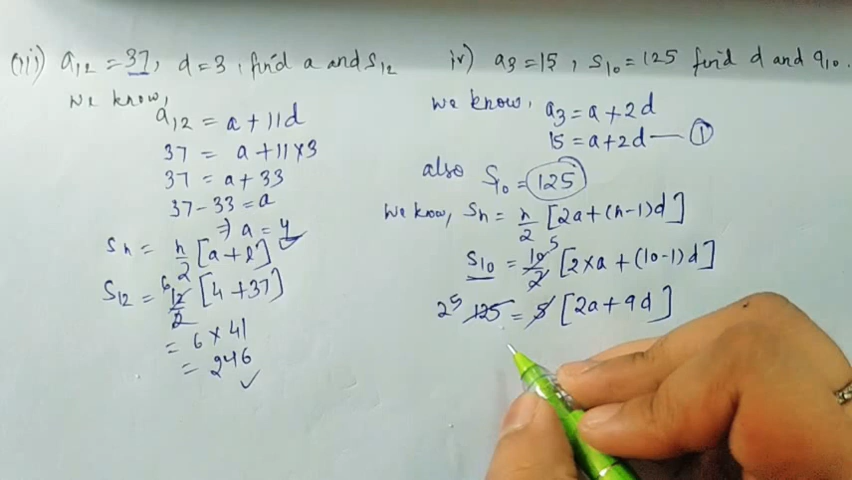 (iii) a12 = 37, d = 3, find a and S12
We know,
a12 = a + 11d
37 = a + 11×3
37 = a + 33
37 - 33 = a
⇒ a = 4
Sn = n/2 [a + l] ✓
S12 = 12/2 [4 + 37]
6
= 6 × 41
= 246
✓
iv) a3 = 15, S10 = 125 find d and a10.
We know, a3 = a + 2d
15 = a + 2d — ①
also S10 = 125
We know, Sn = n/2 [2a + (n-1)d]
S10 = 10/2 [2×a + (10-1)d]
5
25 125 = 5 [2a + 9d]